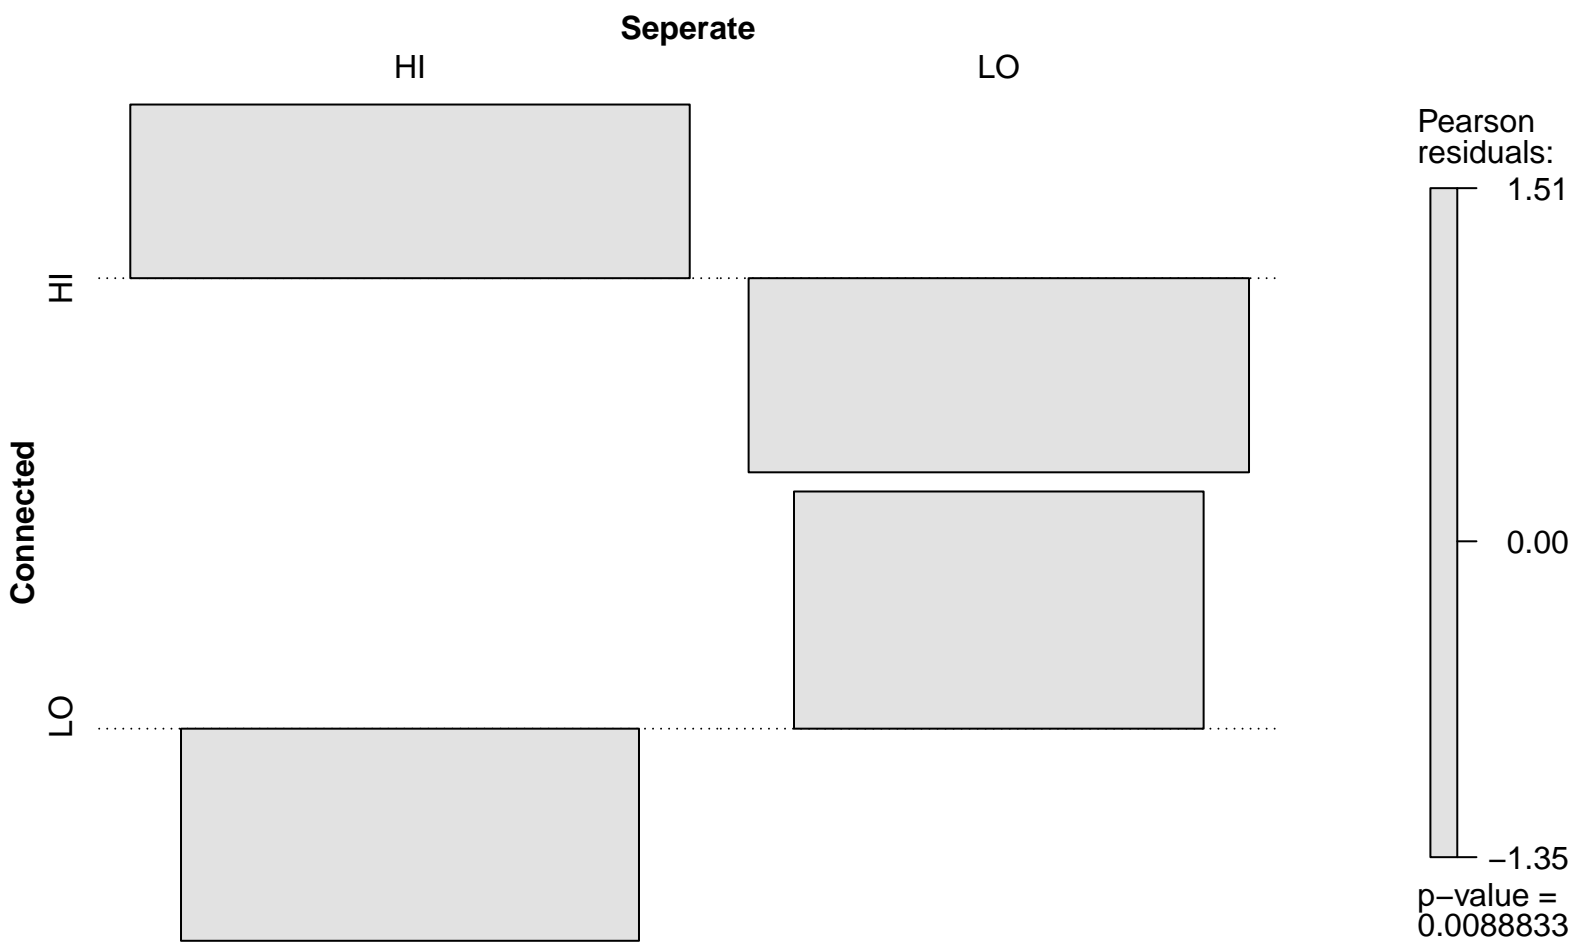 Seperate
HI
LO
Connected
HI
LO
Pearson
residuals:
1.51
0.00
−1.35
p−value =
0.0088833